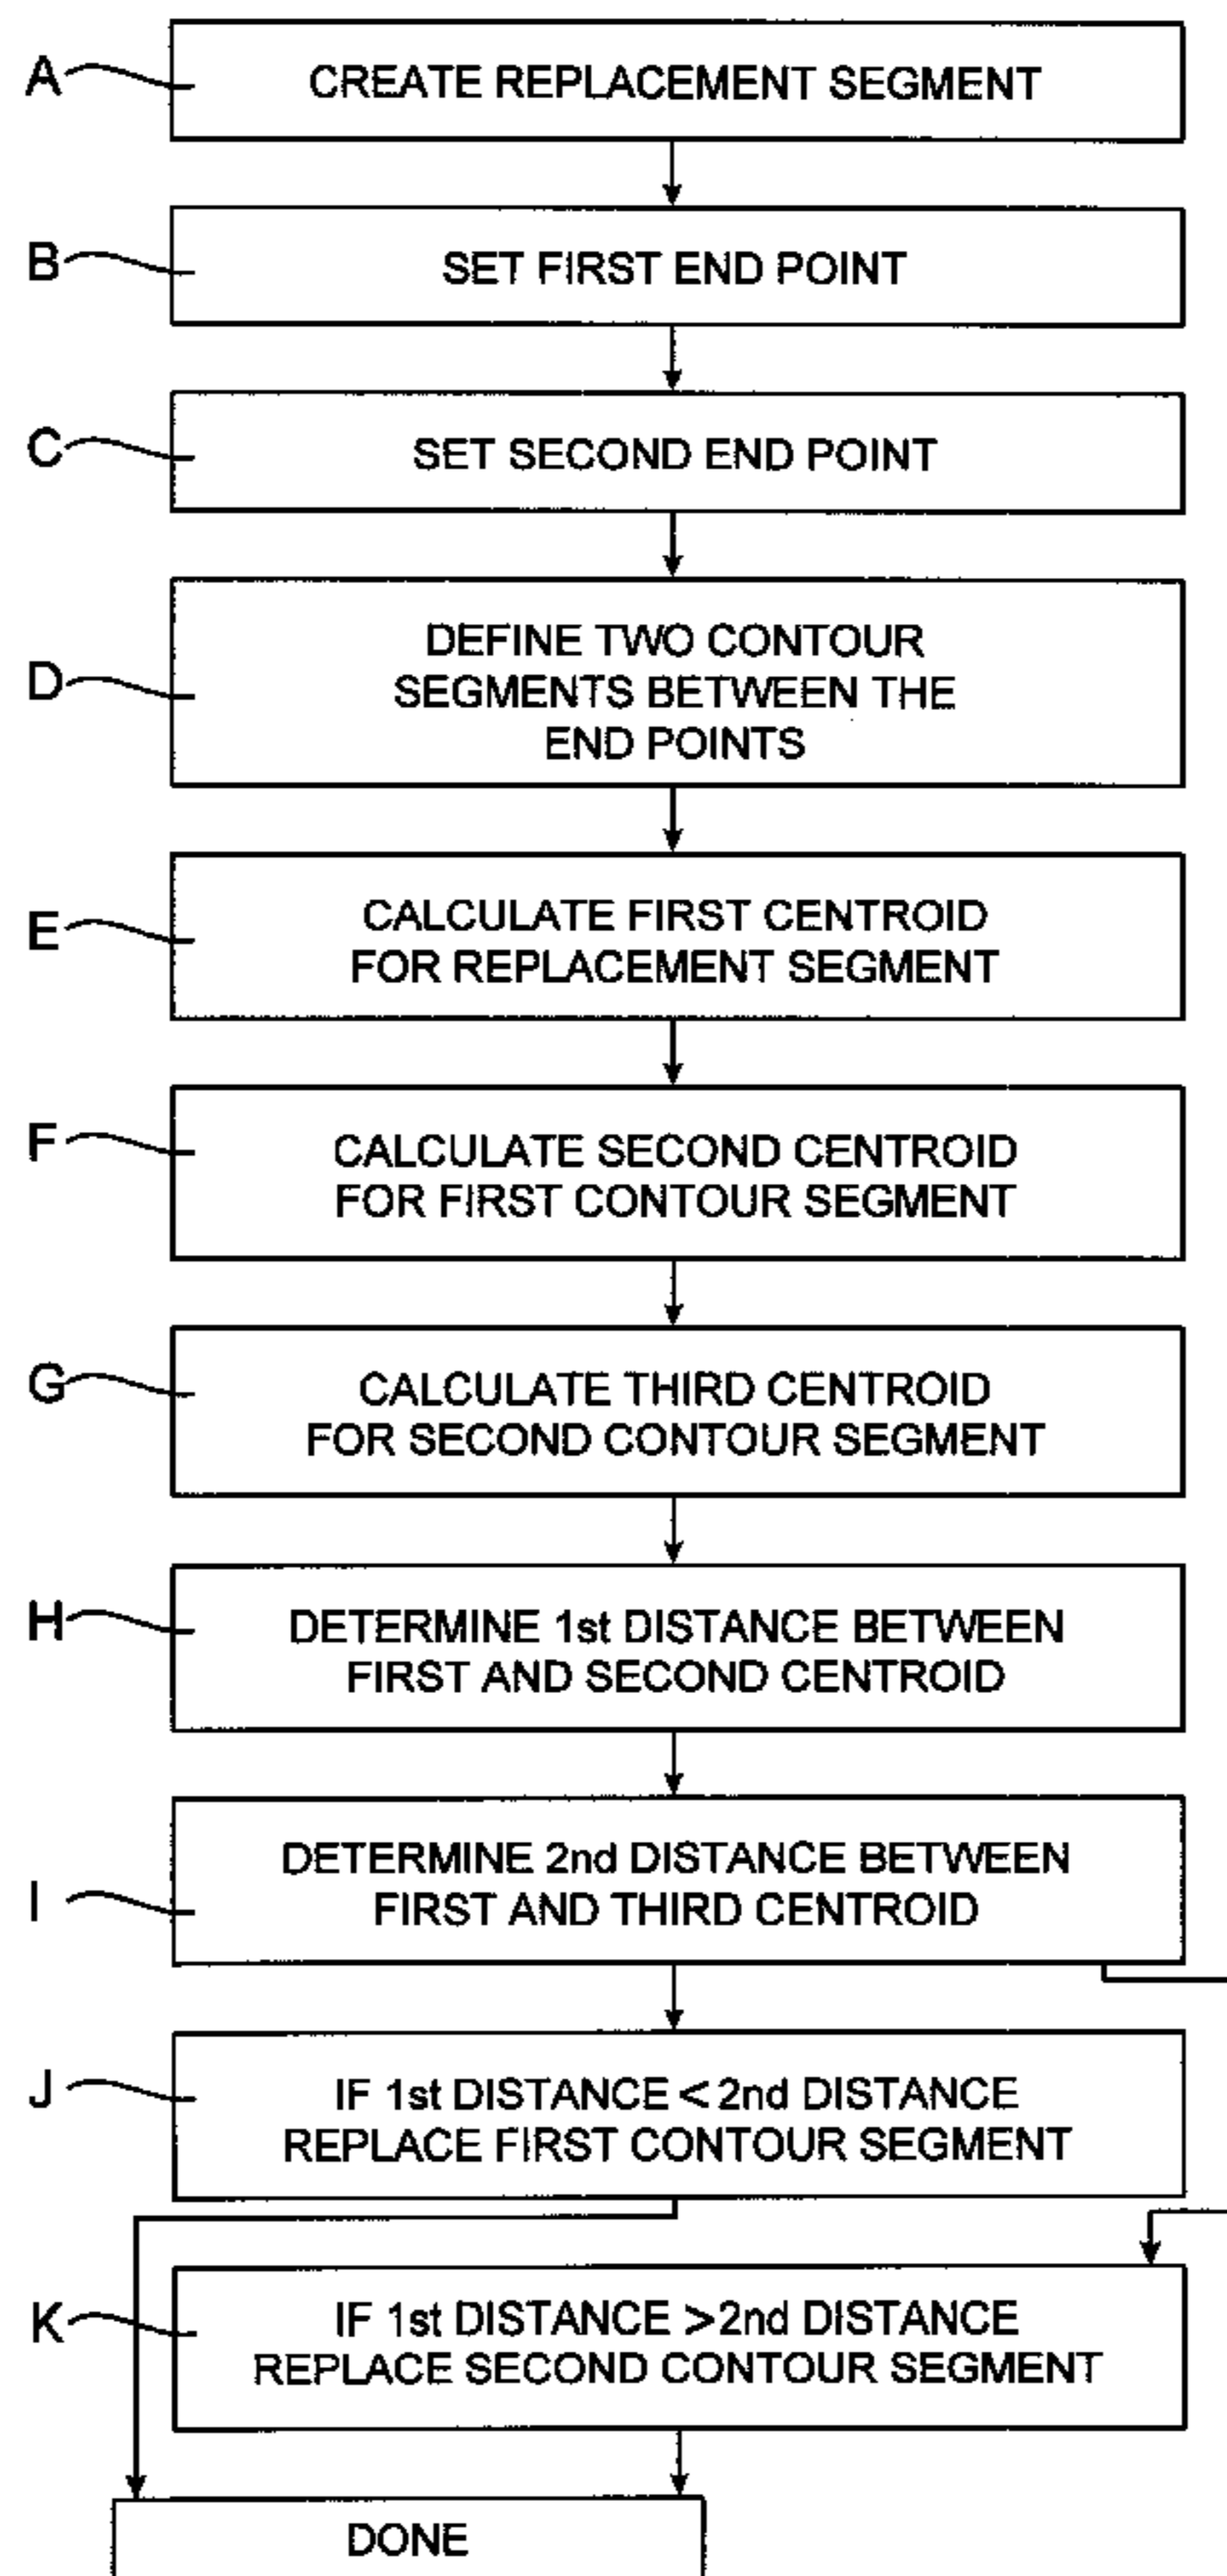 A
CREATE REPLACEMENT SEGMENT
B
SET FIRST END POINT
C
SET SECOND END POINT
D
DEFINE TWO CONTOUR
SEGMENTS BETWEEN THE
END POINTS
E
CALCULATE FIRST CENTROID
FOR REPLACEMENT SEGMENT
F
CALCULATE SECOND CENTROID
FOR FIRST CONTOUR SEGMENT
G
CALCULATE THIRD CENTROID
FOR SECOND CONTOUR SEGMENT
H
DETERMINE 1st DISTANCE BETWEEN
FIRST AND SECOND CENTROID
I
DETERMINE 2nd DISTANCE BETWEEN
FIRST AND THIRD CENTROID
J
IF 1st DISTANCE < 2nd DISTANCE
REPLACE FIRST CONTOUR SEGMENT
K
IF 1st DISTANCE > 2nd DISTANCE
REPLACE SECOND CONTOUR SEGMENT
DONE